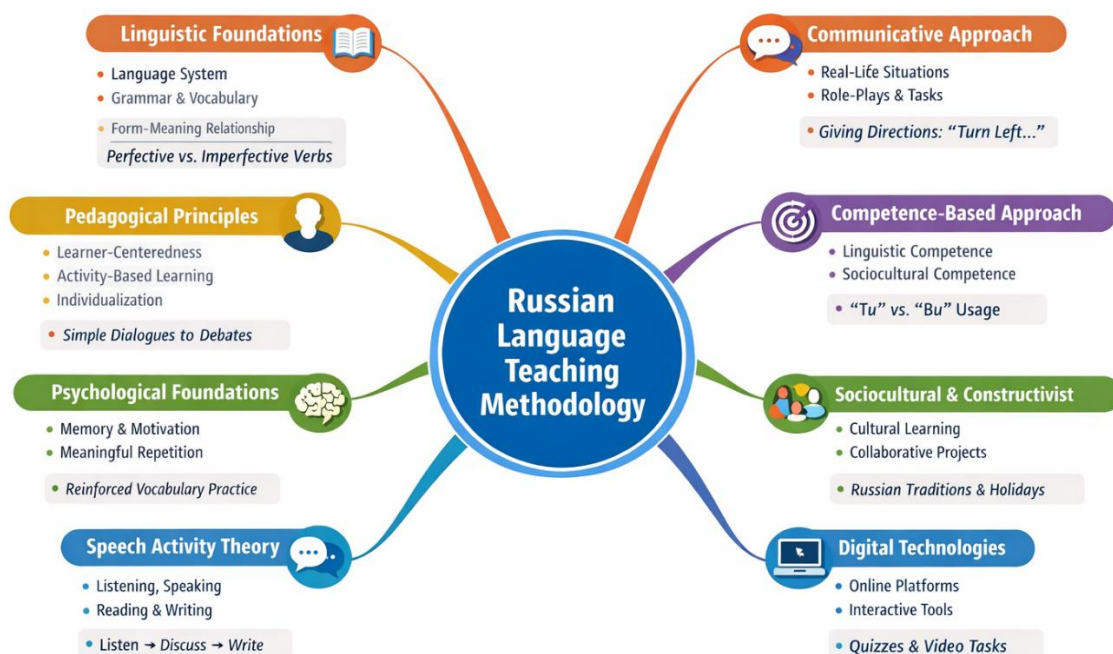 Linguistic Foundations
• Language System
• Grammar & Vocabulary
• Form-Meaning Relationship
Perfective vs. Imperfective Verbs
Pedagogical Principles
• Learner-Centeredness
• Activity-Based Learning
• Individualization
• Simple Dialogues to Debates
Psychological Foundations
• Memory & Motivation
• Meaningful Repetition
• Reinforced Vocabulary Practice
Speech Activity Theory
• Listening, Speaking
• Reading & Writing
• Listen → Discuss → Write
Russian
Language
Teaching
Methodology
Communicative Approach
• Real-Life Situations
• Role-Plays & Tasks
• Giving Directions: “Turn Left...”
Competence-Based Approach
• Linguistic Competence
• Sociocultural Competence
• “Tu” vs. “Bu” Usage
Sociocultural & Constructivist
• Cultural Learning
• Collaborative Projects
• Russian Traditions & Holidays
Digital Technologies
• Online Platforms
• Interactive Tools
• Quizzes & Video Tasks